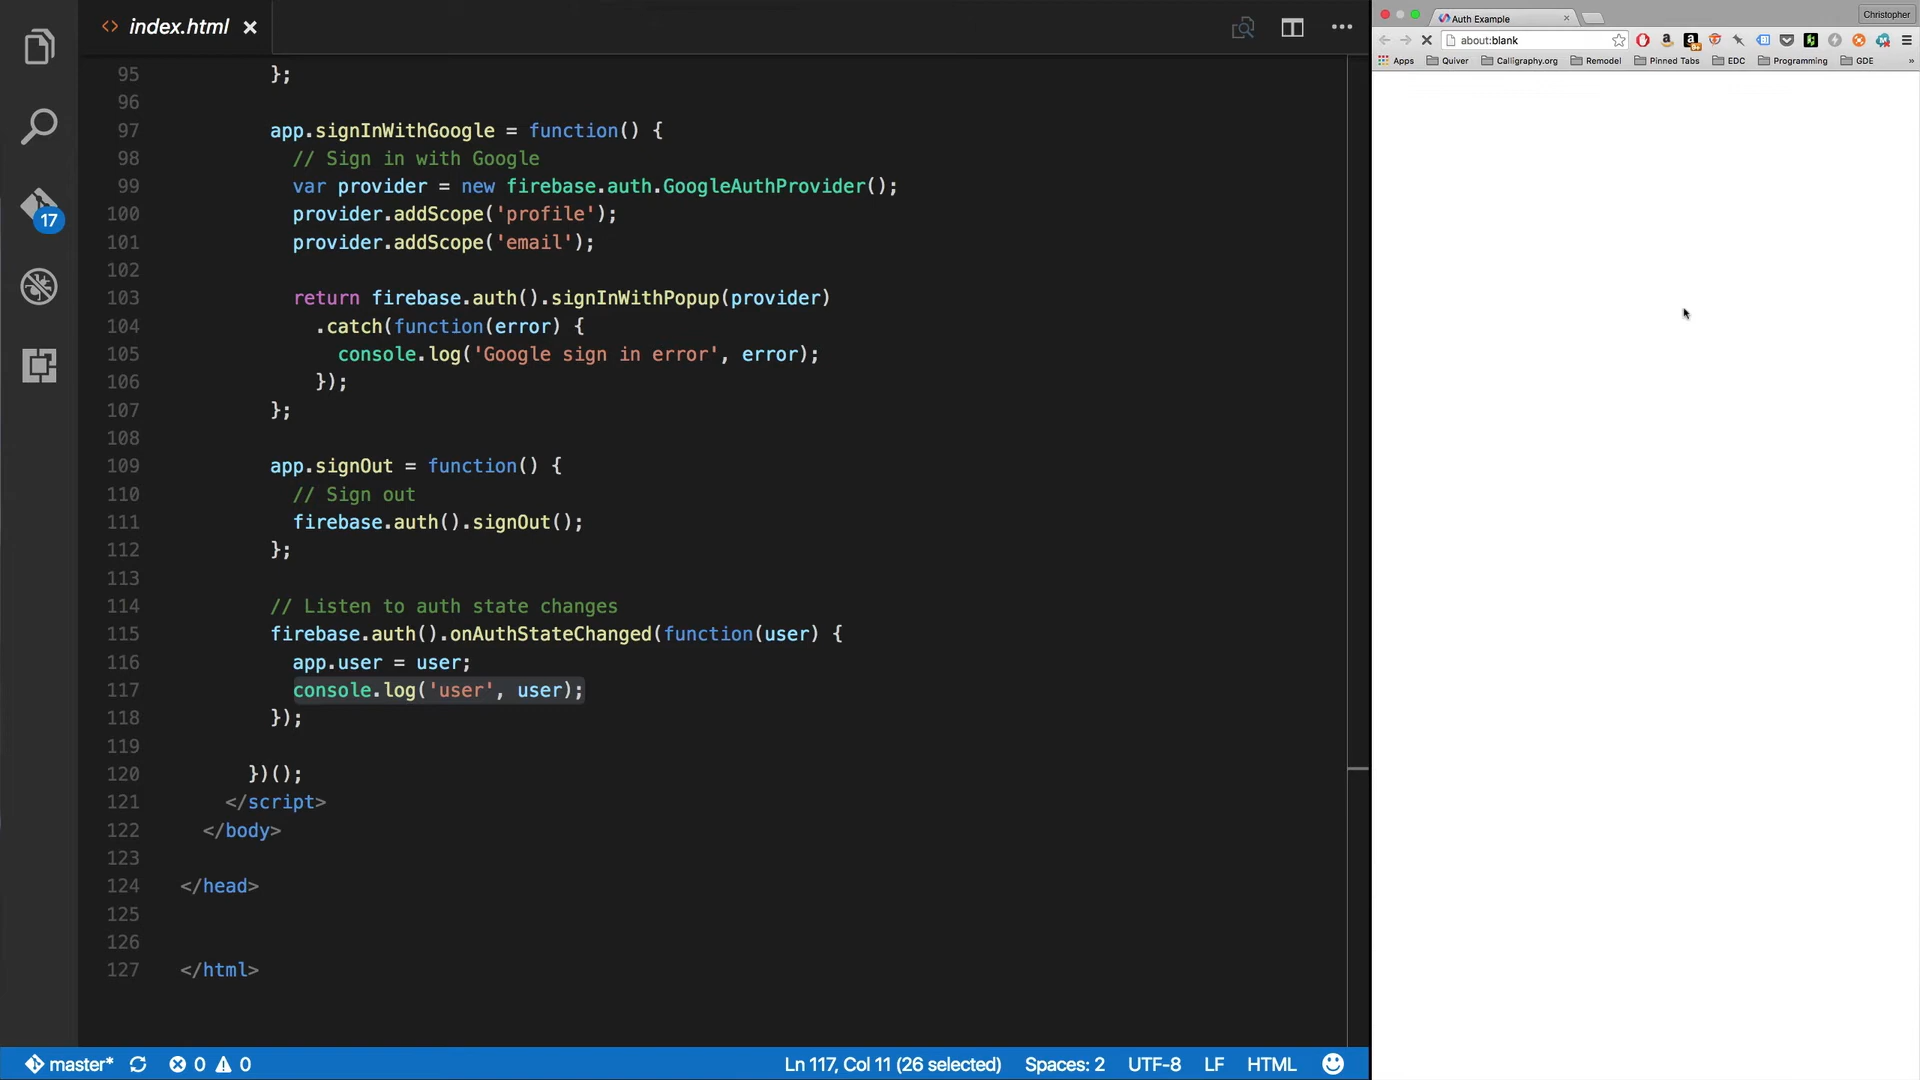 index.html
95 };
96
97 app.signInWithGoogle = function() {
98 // Sign in with Google
99 var provider = new firebase.auth.GoogleAuthProvider();
100 provider.addScope('profile');
101 provider.addScope('email');
102
103 return firebase.auth().signInWithPopup(provider)
104 .catch(function(error) {
105 console.log('Google sign in error', error);
106 });
107 };
108
109 app.signOut = function() {
110 // Sign out
111 firebase.auth().signOut();
112 };
113
114 // Listen to auth state changes
115 firebase.auth().onAuthStateChanged(function(user) {
116 app.user = user;
117 console.log('user', user);
118 });
119
120 })();
121 </script>
122 </body>
123
124 </head>
125
126
127 </html>
17
master* 0 0 Ln 117, Col 11 (26 selected) Spaces: 2 UTF-8 LF HTML
Auth Example Christopher
about:blank
Apps Quiver Calligraphy.org Remodel Pinned Tabs EDC Programming GDE »